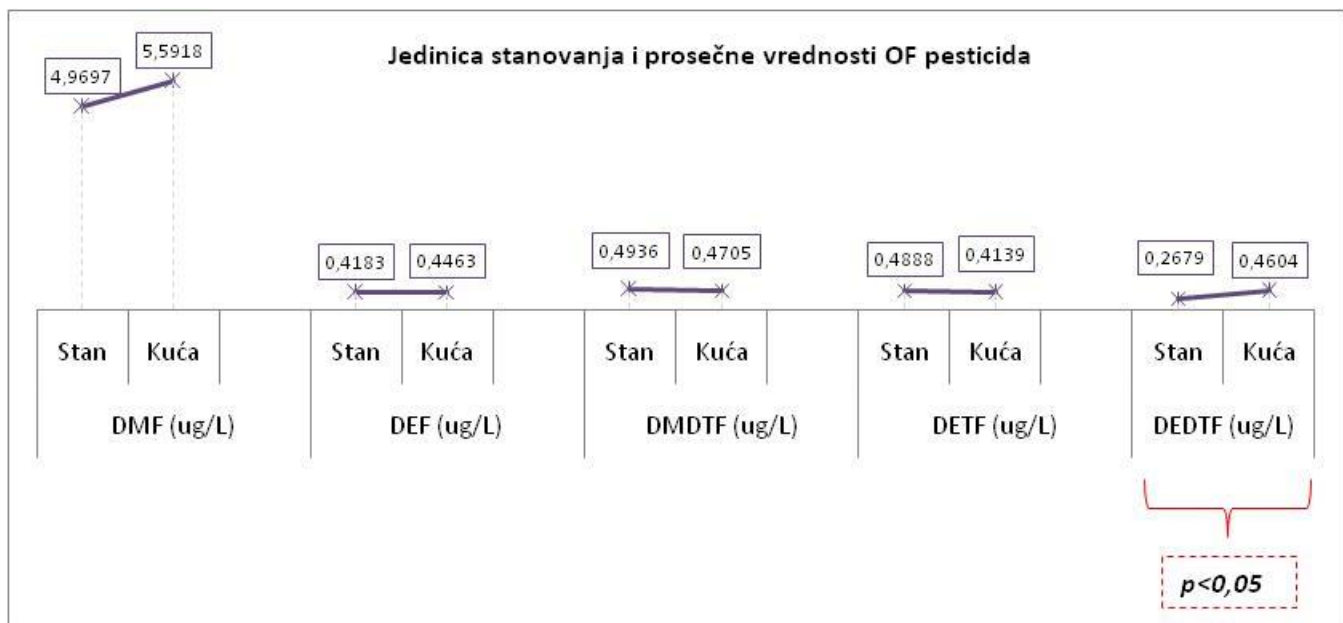 Jedinica stanovanja i prosečne vrednosti OF pesticida
4,9697
5,5918
0,4183
0,4463
0,4936
0,4705
0,4888
0,4139
0,2679
0,4604
Stan Kuća Stan Kuća Stan Kuća Stan Kuća Stan Kuća
DMF (ug/L) DEF (ug/L) DMDTF (ug/L) DETF (ug/L) DEDTF (ug/L)
p<0,05